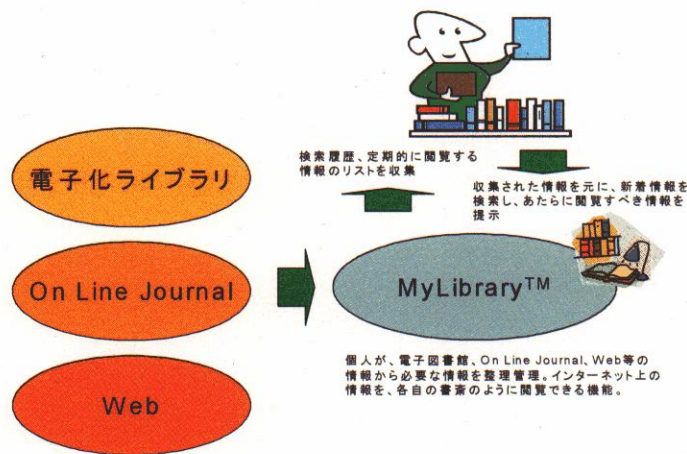 検索履歴、定期的に閲覧する
情報のリストを収集
収集された情報を元に、新着情報を
検索し、あたらに閲覧すべき情報を
提示
電子化ライブラリ
On Line Journal
Web
MyLibrary™
個人が、電子図書館、On Line Journal、Web等の
情報から必要な情報を整理管理。インターネット上の
情報を、各自の書斎のように閲覧できる機能。